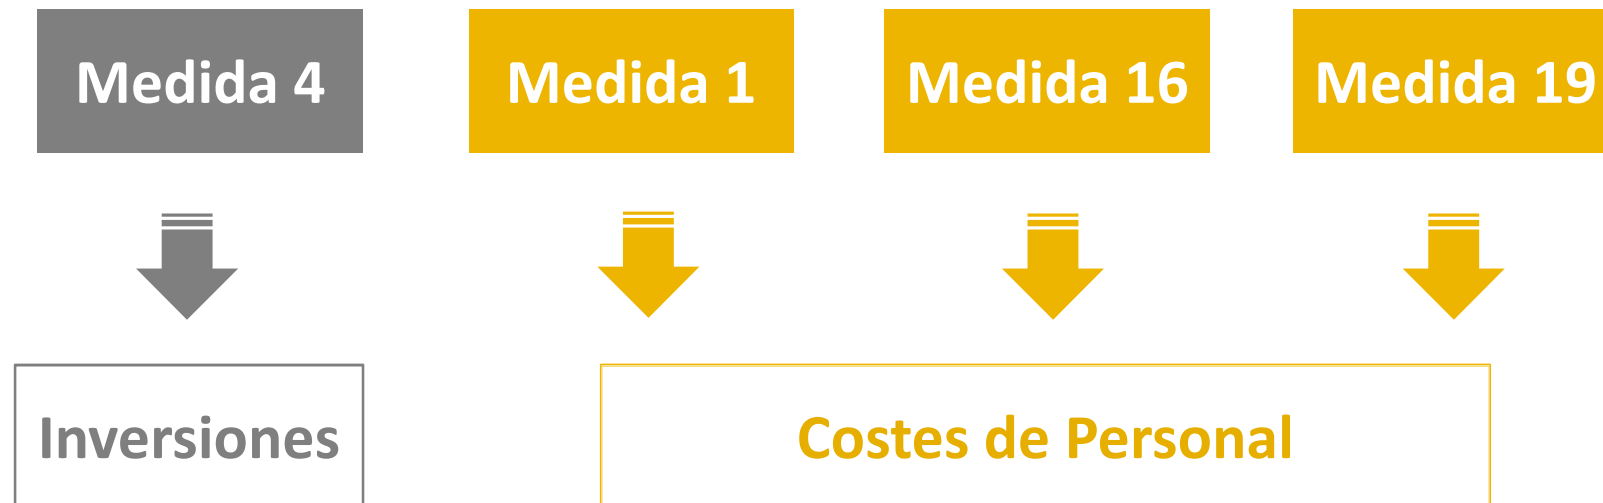 Medida 4
Medida 1
Medida 16
Medida 19
Inversiones
Costes de Personal